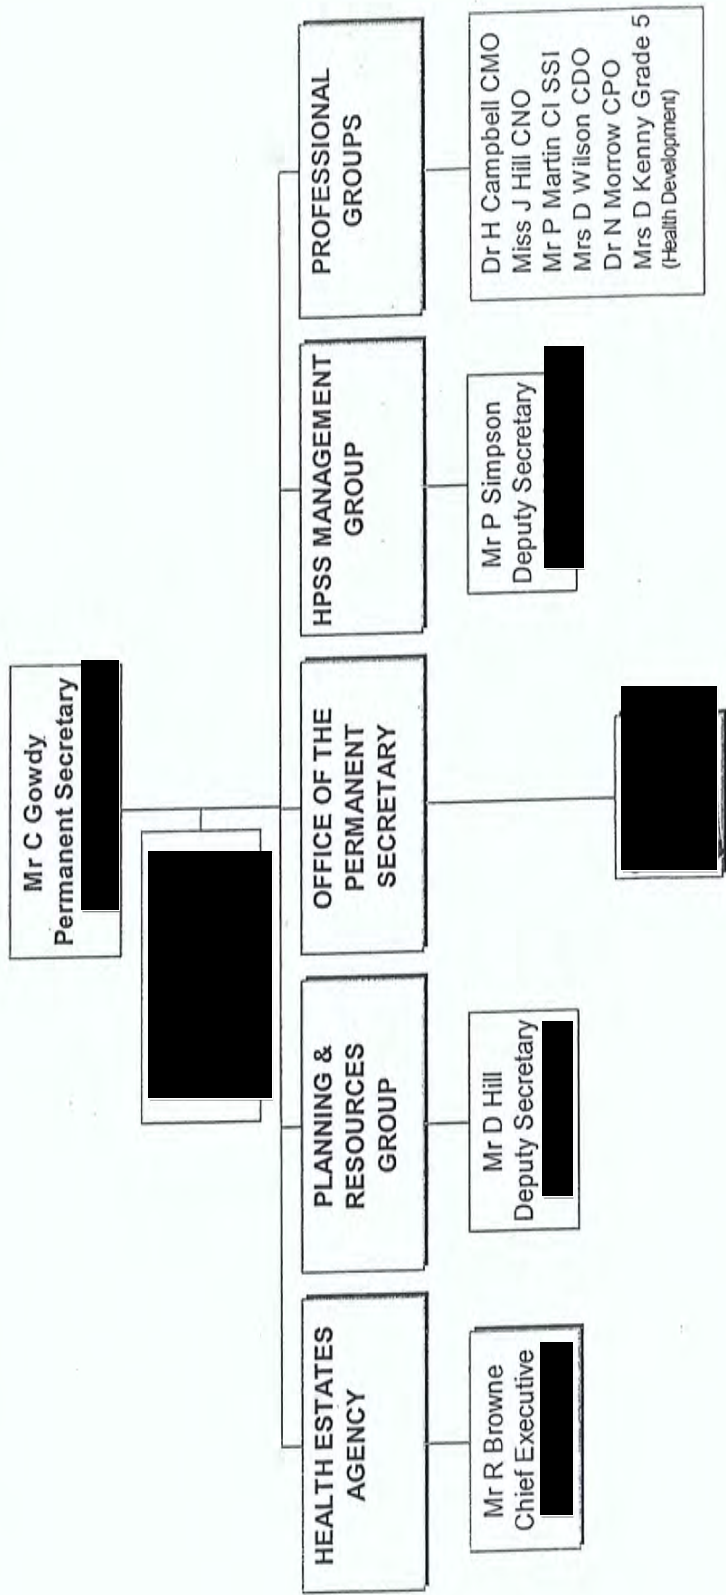 Mr C Gowdy
Permanent Secretary
HEALTH ESTATES
AGENCY
PLANNING &
RESOURCES
GROUP
OFFICE OF THE
PERMANENT
SECRETARY
HPSS MANAGEMENT
GROUP
PROFESSIONAL
GROUPS
Mr R Browne
Chief Executive
Mr D Hill
Deputy Secretary
Mr P Simpson
Deputy Secretary
Dr H Campbell CMO
Miss J Hill CNO
Mr P Martin CI SSI
Mrs D Wilson CDO
Dr N Morrow CPO
Mrs D Kenny Grade 5
(Health Development)